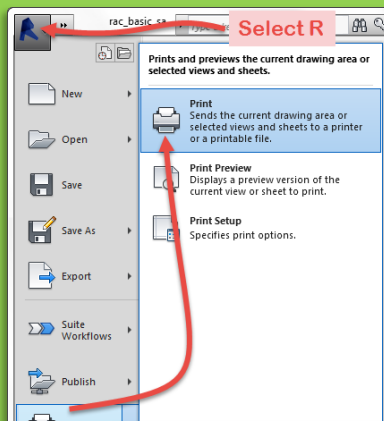 rac_basic_sa
Select R
Prints and previews the current drawing area or
selected views and sheets.
New
Open
Save
Save As
Export
Suite
Workflows
Publish
Print
Sends the current drawing area or
selected views and sheets to a printer
or a printable file.
Print Preview
Displays a preview version of the
current view or sheet to print.
Print Setup
Specifies print options.